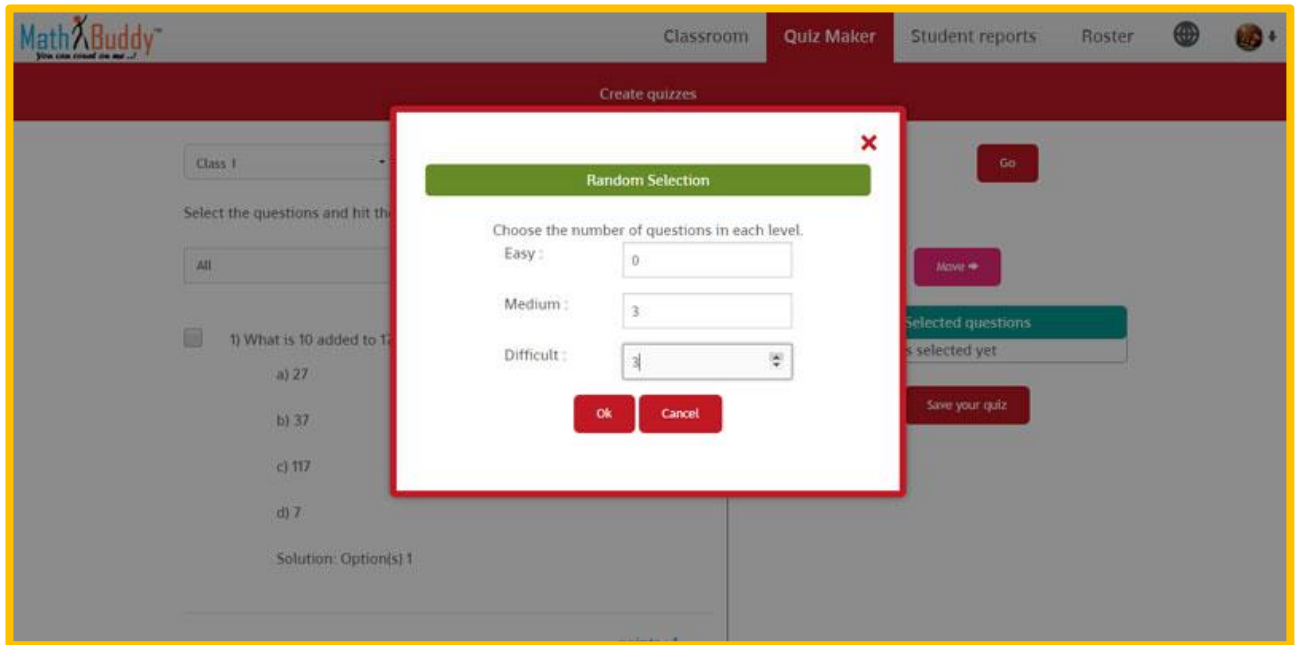 Math Buddy™
You can count on me ...!
Classroom
Quiz Maker
Student reports
Roster
Create quizzes
Class 1
Go
Random Selection
Select the questions and hit
Choose the number of questions in each level.
Easy :
0
All
Move
Medium :
3
Selected questions
1) What is 10 added to
Difficult :
3
selected yet
a) 27
Ok
Cancel
Save your quiz
b) 37
c) 117
d) 7
Solution: Option(s) 1